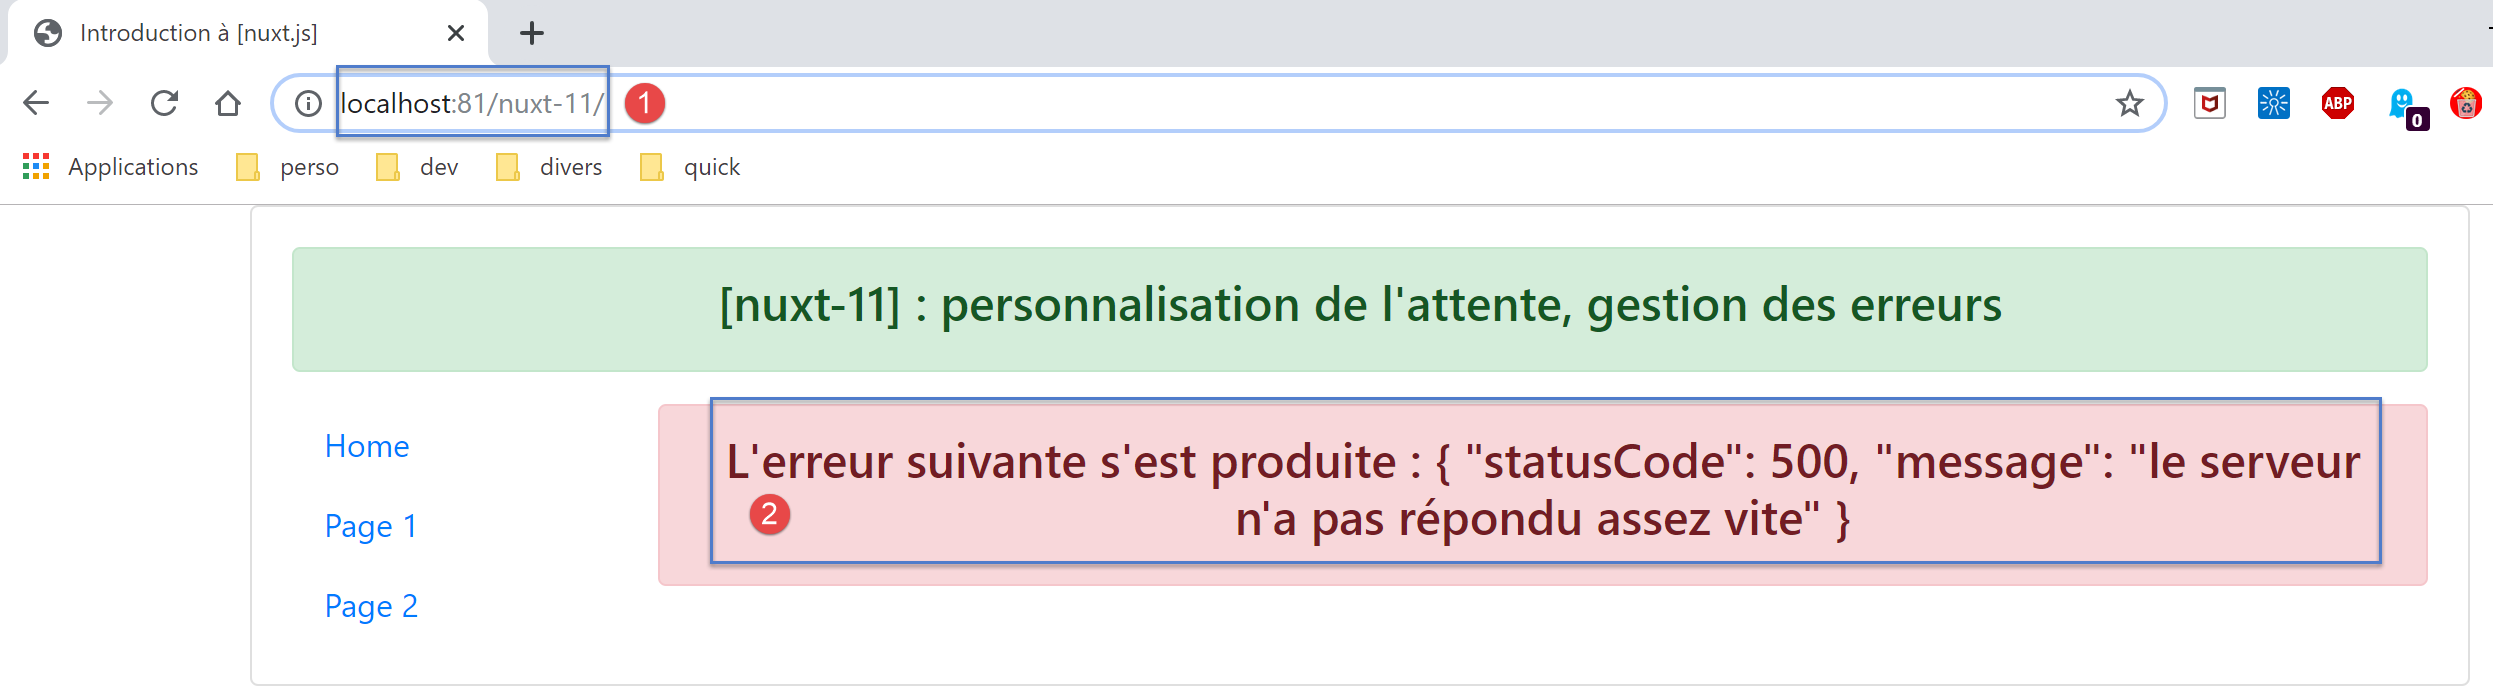 Introduction à [nuxt.js]
localhost:81/nuxt-11/ 1
ABP
0
Applications perso dev divers quick
[nuxt-11] : personnalisation de l'attente, gestion des erreurs
Home
Page 1
Page 2
L'erreur suivante s'est produite : { "statusCode": 500, "message": "le serveur
n'a pas répondu assez vite" }
2